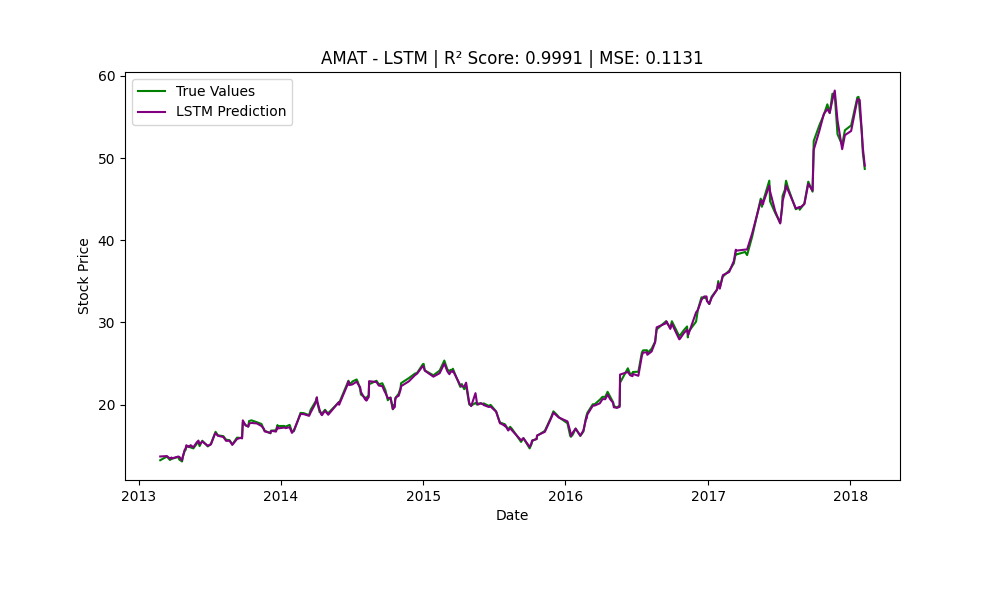 AMAT - LSTM | R² Score: 0.9991 | MSE: 0.1131
True Values
LSTM Prediction
60
50
40
30
20
Stock Price
2013 2014 2015 2016 2017 2018
Date